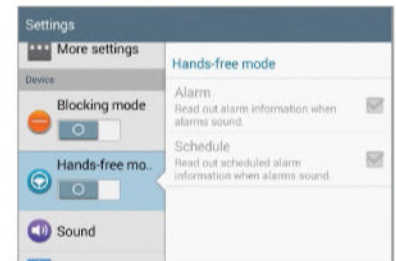 Settings
More settings
Device
Blocking mode
Hands-free mo..
Sound
Hands-free mode
Alarm
Read out alarm information when
alarms sound.
Schedule
Read out scheduled alarm
information when alarms sound.